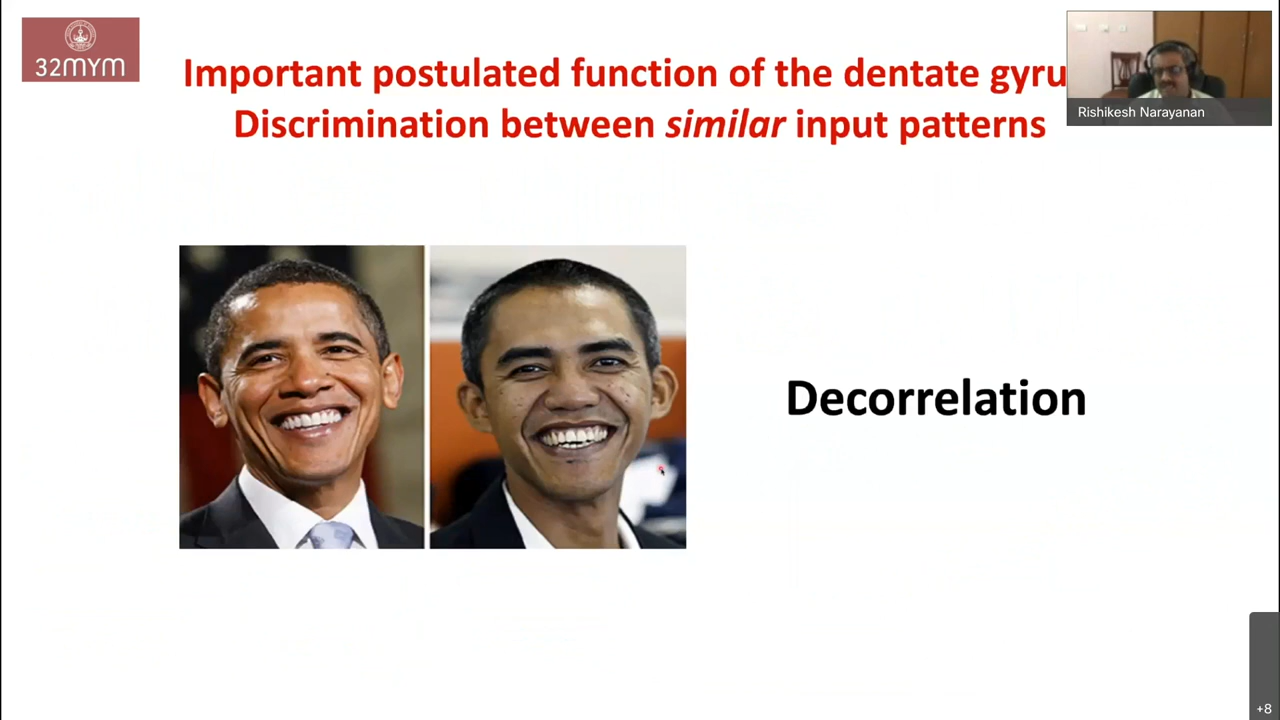 32MYM
Important postulated function of the dentate gyru
Discrimination between similar input patterns
Rishikesh Narayanan
Decorrelation
+8